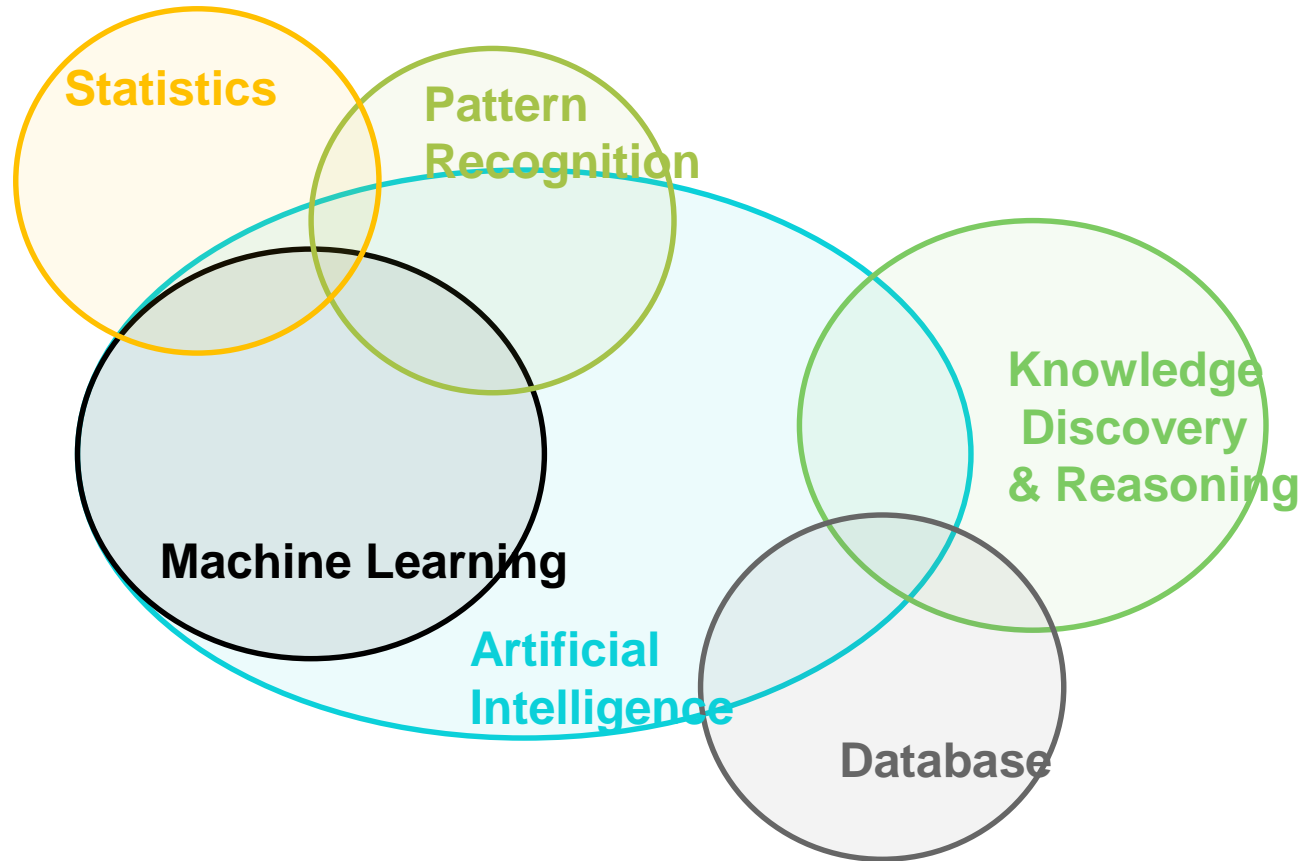 Statistics
Pattern
Recognition
Knowledge
Discovery
& Reasoning
Machine Learning
Artificial
Intelligence
Database